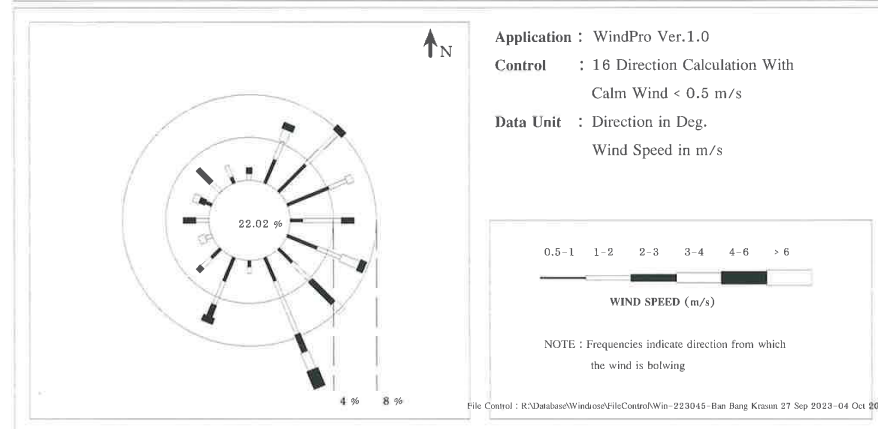 N
Application : WindPro Ver.1.0
Control : 16 Direction Calculation With
Calm Wind < 0.5 m/s
Data Unit : Direction in Deg.
Wind Speed in m/s
22.02 %
0.5-1 1-2 2-3 3-4 4-6 > 6
WIND SPEED (m/s)
NOTE : Frequencies indicate direction from which
the wind is bolwing
4 % 8 %
File Control : R:\Database\Windrose\FileControl\Win-223045-Ban Bang Krasun 27 Sep 2023-04 Oct 20